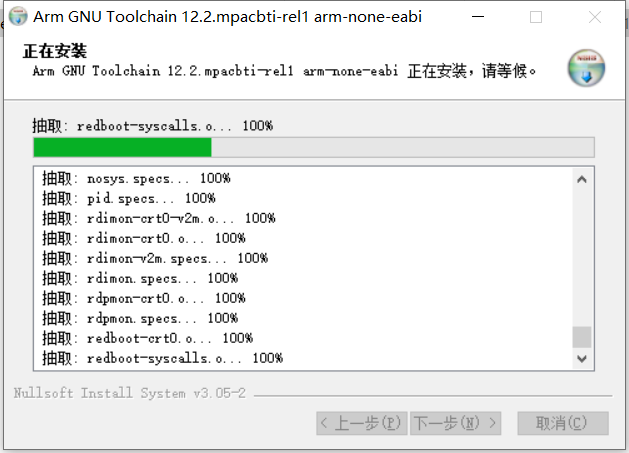 Arm GNU Toolchain 12.2.mpacbti-rel1 arm-none-eabi
正在安装
Arm GNU Toolchain 12.2.mpacbti-rel1 arm-none-eabi 正在安装，请等候。
抽取: redboot-syscalls.o... 100%
抽取: nosys.specs... 100%
抽取: pid.specs... 100%
抽取: rdimon-crt0-v2m.o... 100%
抽取: rdimon-crt0.o... 100%
抽取: rdimon-v2m.specs... 100%
抽取: rdimon.specs... 100%
抽取: rdpmon-crt0.o... 100%
抽取: rdpmon.specs... 100%
抽取: redboot-crt0.o... 100%
抽取: redboot-syscalls.o... 100%
Nullsoft Install System v3.05-2
< 上一步(P) 下一步(N) > 取消(C)